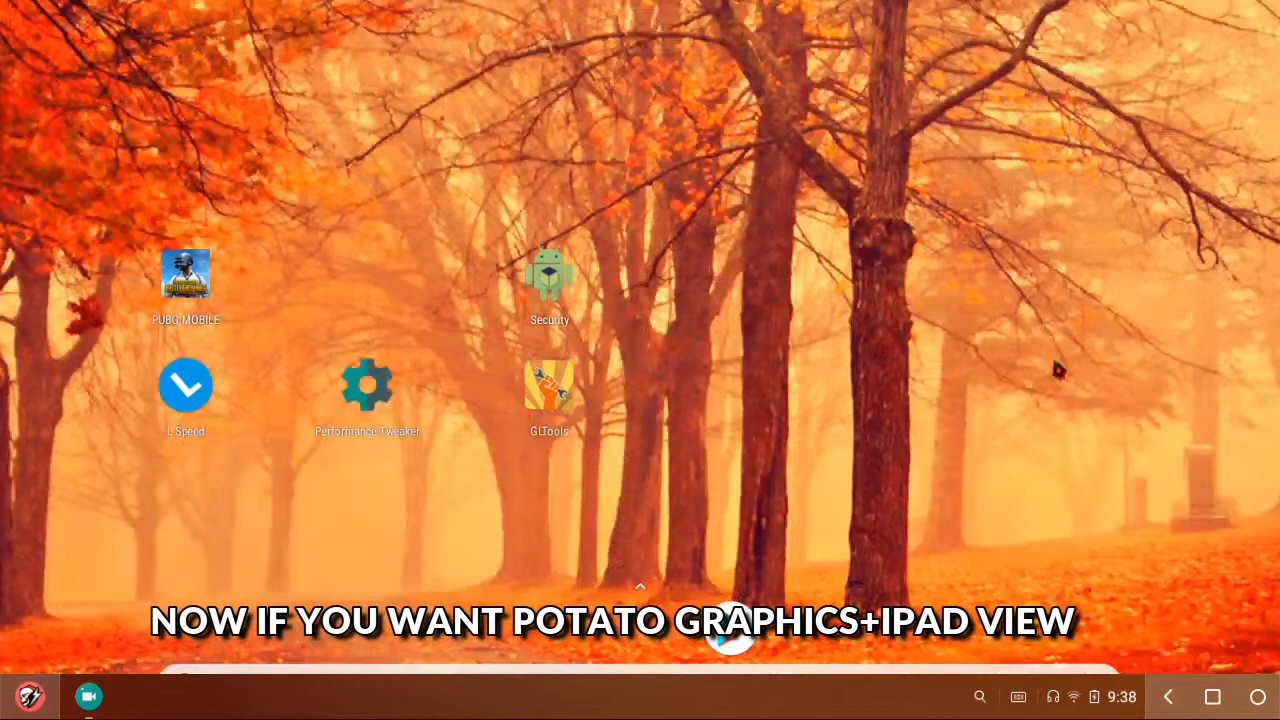 PUBG MOBILE
Security
L Speed
Performance Tweaker
GLTools
NOW IF YOU WANT POTATO GRAPHICS+IPAD VIEW
9:38